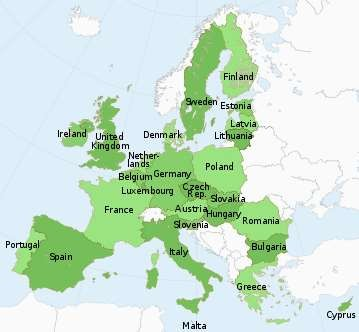 Finland
Sweden
Estonia
Latvia
Lithuania
Denmark
Ireland
United
Kingdom
Nether-
lands
Belgium
Germany
Poland
Luxembourg
Czech
Rep.
Slovakia
Austria
Hungary
France
Slovenia
Romania
Portugal
Spain
Italy
Bulgaria
Greece
Malta
Cyprus